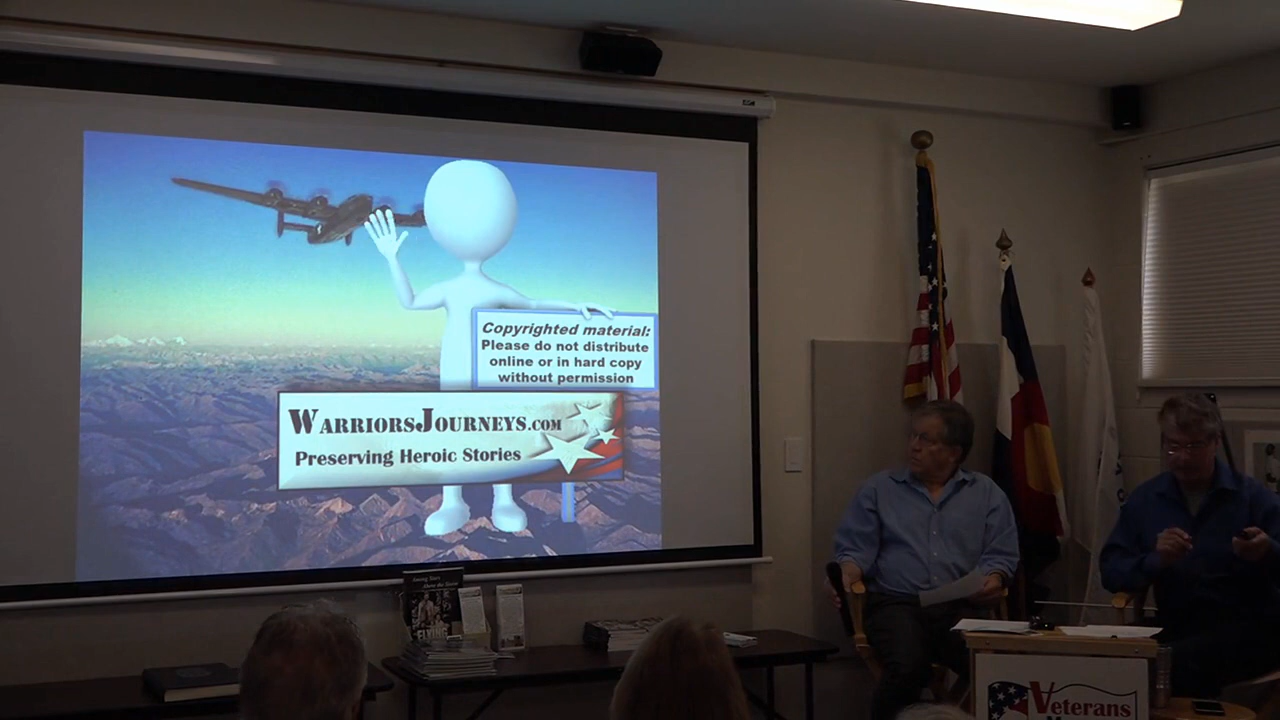 Copyrighted material:
Please do not distribute
online or in hard copy
without permission
WARRIORSJOURNEYS.COM
Preserving Heroic Stories
FLYING
Veterans